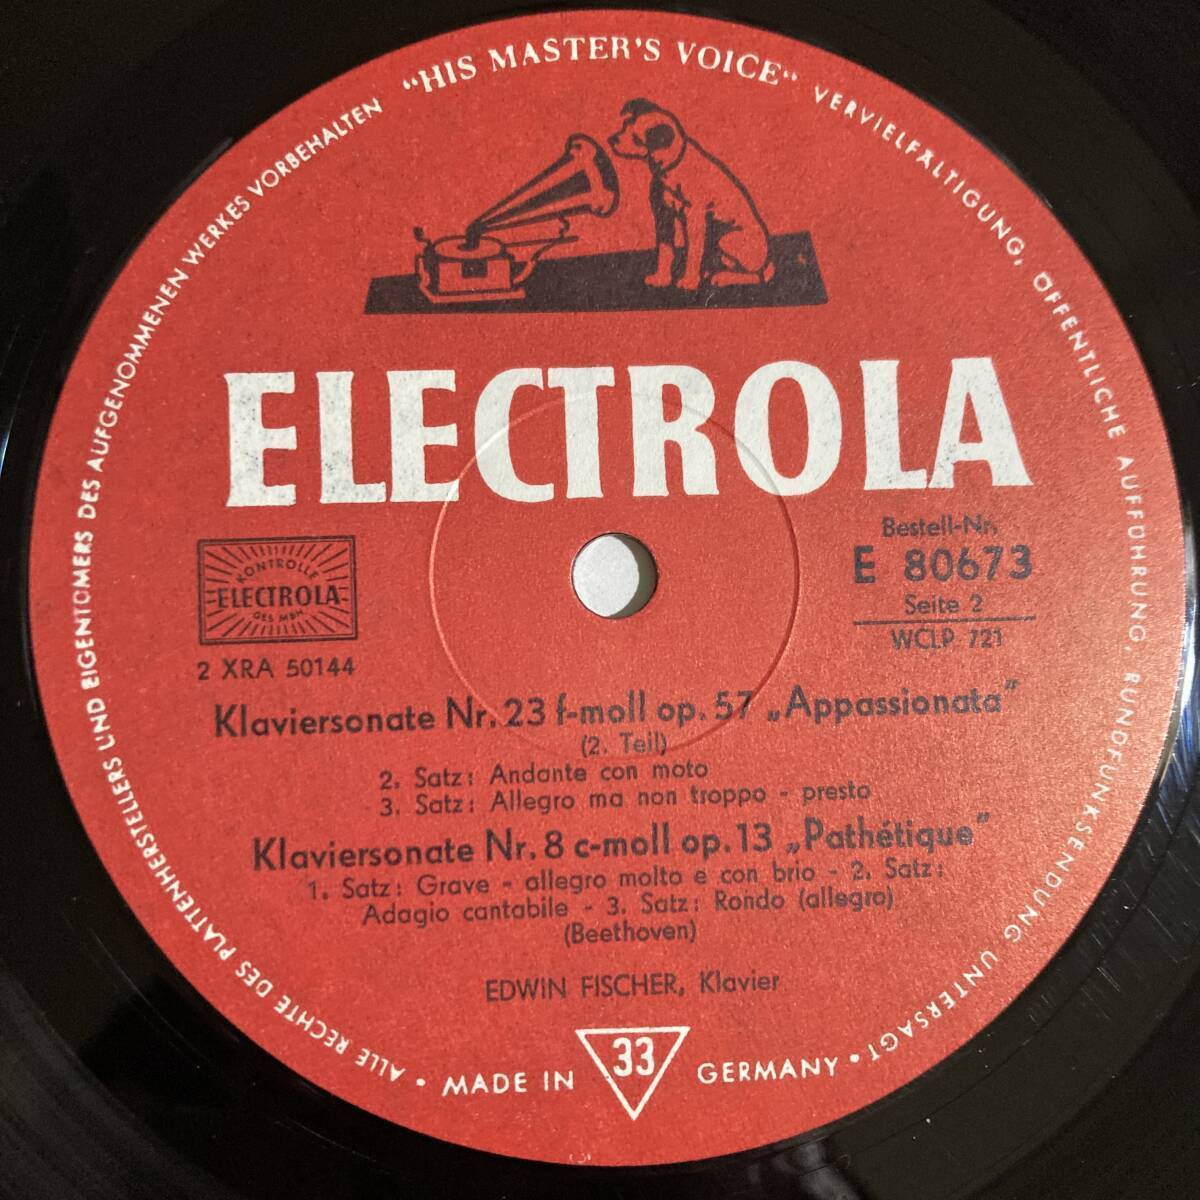 "HIS MASTER'S VOICE"
VERVIELFÄLTIGUNG, ÖFFENTLICHE AUFFÜHRUNG, RUNDFUNKSENDUNG UNTERSAGT •
ALLE RECHTE DES PLATTENHERSTELLERS UND EIGENTÜMERS DES AUFGENOMMENEN WERKES VORBEHALTEN
ELECTROLA
KONTROLLE
ELECTROLA
GES MBH
2 XRA 50144
Bestell-Nr.
E 80673
Seite 2
WCLP 721
Klaviersonate Nr. 23 f-moll op. 57 „Appassionata"
(2. Teil)
2. Satz: Andante con moto
3. Satz: Allegro ma non troppo - presto
Klaviersonate Nr. 8 c-moll op. 13 „Pathétique"
1. Satz: Grave - allegro molto e con brio - 2. Satz:
Adagio cantabile - 3. Satz: Rondo (allegro)
(Beethoven)
EDWIN FISCHER, Klavier
• MADE IN 33 GERMANY •